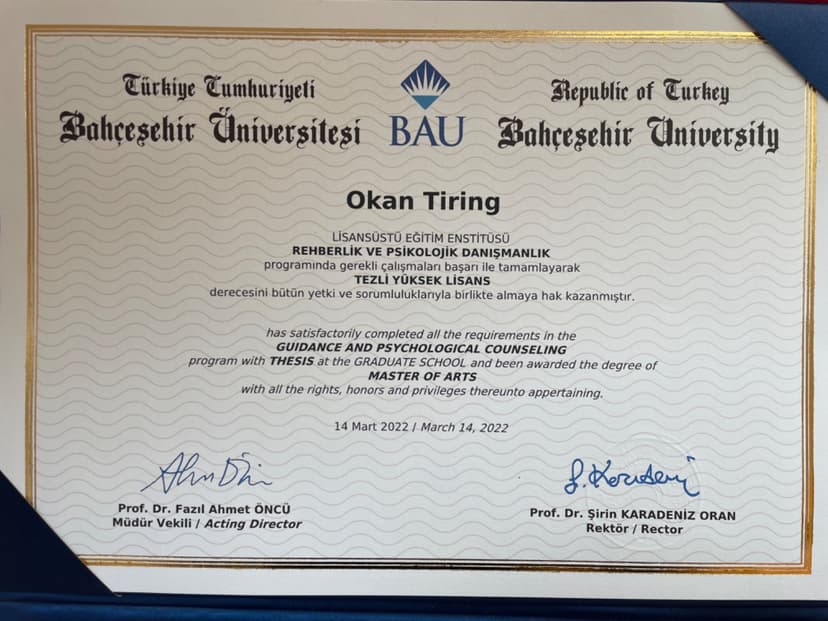 Türkiye Cumhuriyeti
Bahçeşehir Üniversitesi
BAU
Republic of Turkey
Bahçeşehir University
Okan Tiring
LİSANSÜSTÜ EĞİTİM ENSTİTÜSÜ
REHBERLİK VE PSİKOLOJİK DANIŞMANLIK
programında gerekli çalışmaları başarı ile tamamlayarak
TEZLİ YÜKSEK LİSANS
derecesini bütün yetki ve sorumluluklarıyla birlikte almaya hak kazanmıştır.
has satisfactorily completed all the requirements in the
GUIDANCE AND PSYCHOLOGICAL COUNSELING
program with THESIS at the GRADUATE SCHOOL and been awarded the degree of
MASTER OF ARTS
with all the rights, honors and privileges thereunto appertaining.
14 Mart 2022 / March 14, 2022
Prof. Dr. Fazıl Ahmet ÖNCÜ
Müdür Vekili / Acting Director
Prof. Dr. Şirin KARADENİZ ORAN
Rektör / Rector